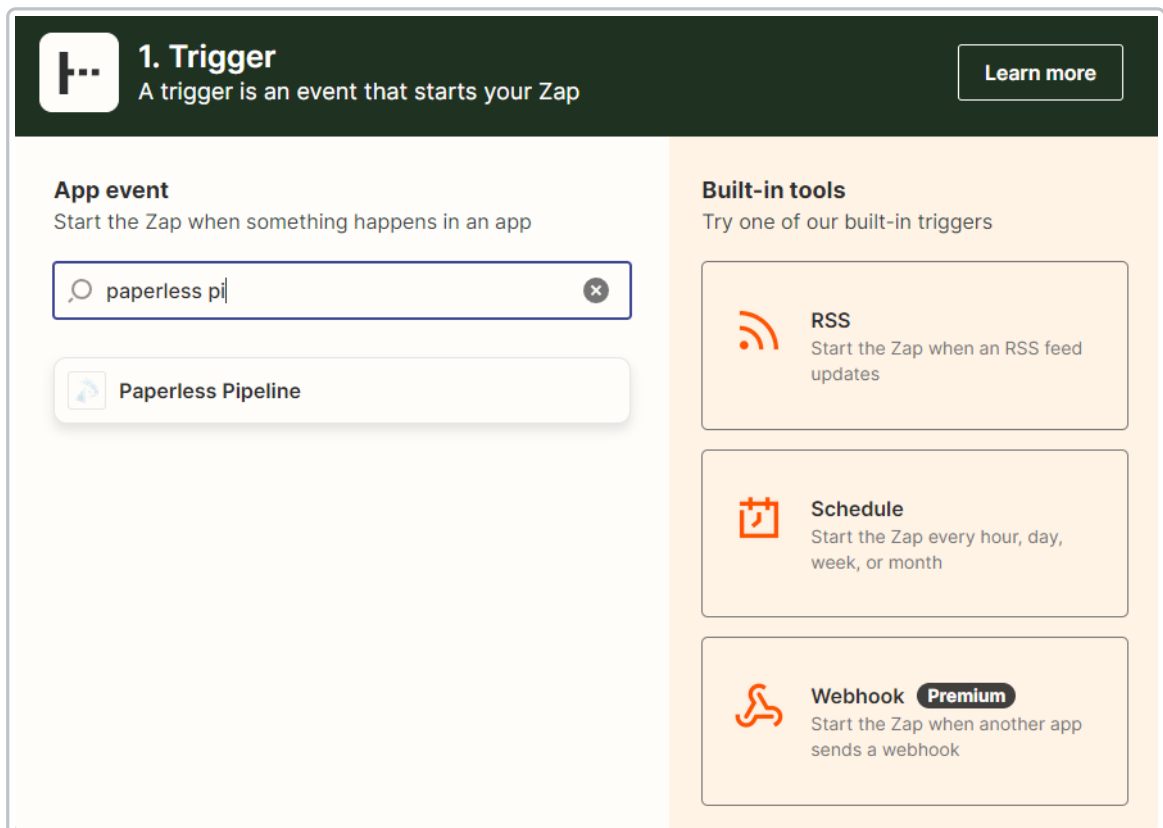 1. Trigger
A trigger is an event that starts your Zap
Learn more
App event
Start the Zap when something happens in an app
paperless pi
Paperless Pipeline
Built-in tools
Try one of our built-in triggers
RSS
Start the Zap when an RSS feed
updates
Schedule
Start the Zap every hour, day,
week, or month
Webhook Premium
Start the Zap when another app
sends a webhook